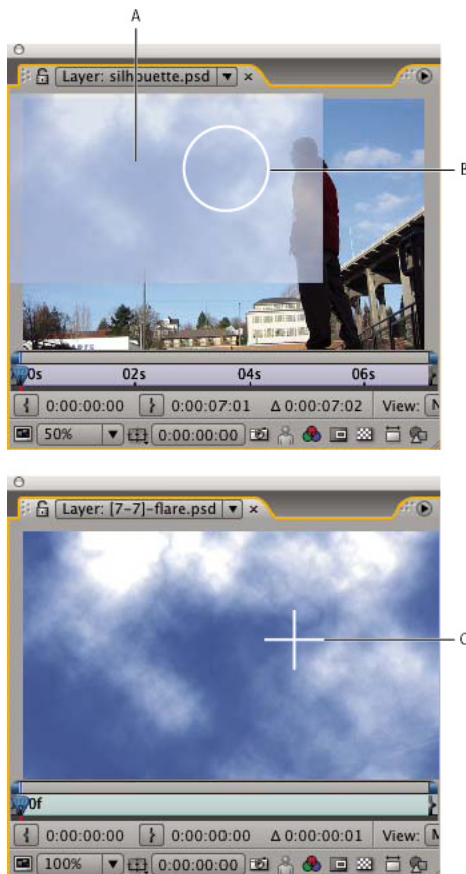 A
Layer: silhouette.psd
B
0s 02s 04s 06s
0:00:00:00 0:00:07:01 Δ 0:00:07:02 View:
50% 0:00:00:00
Layer: [7-7]-flare.psd
C
0f
0:00:00:00 0:00:00:00 Δ 0:00:00:01 View:
100% 0:00:00:00